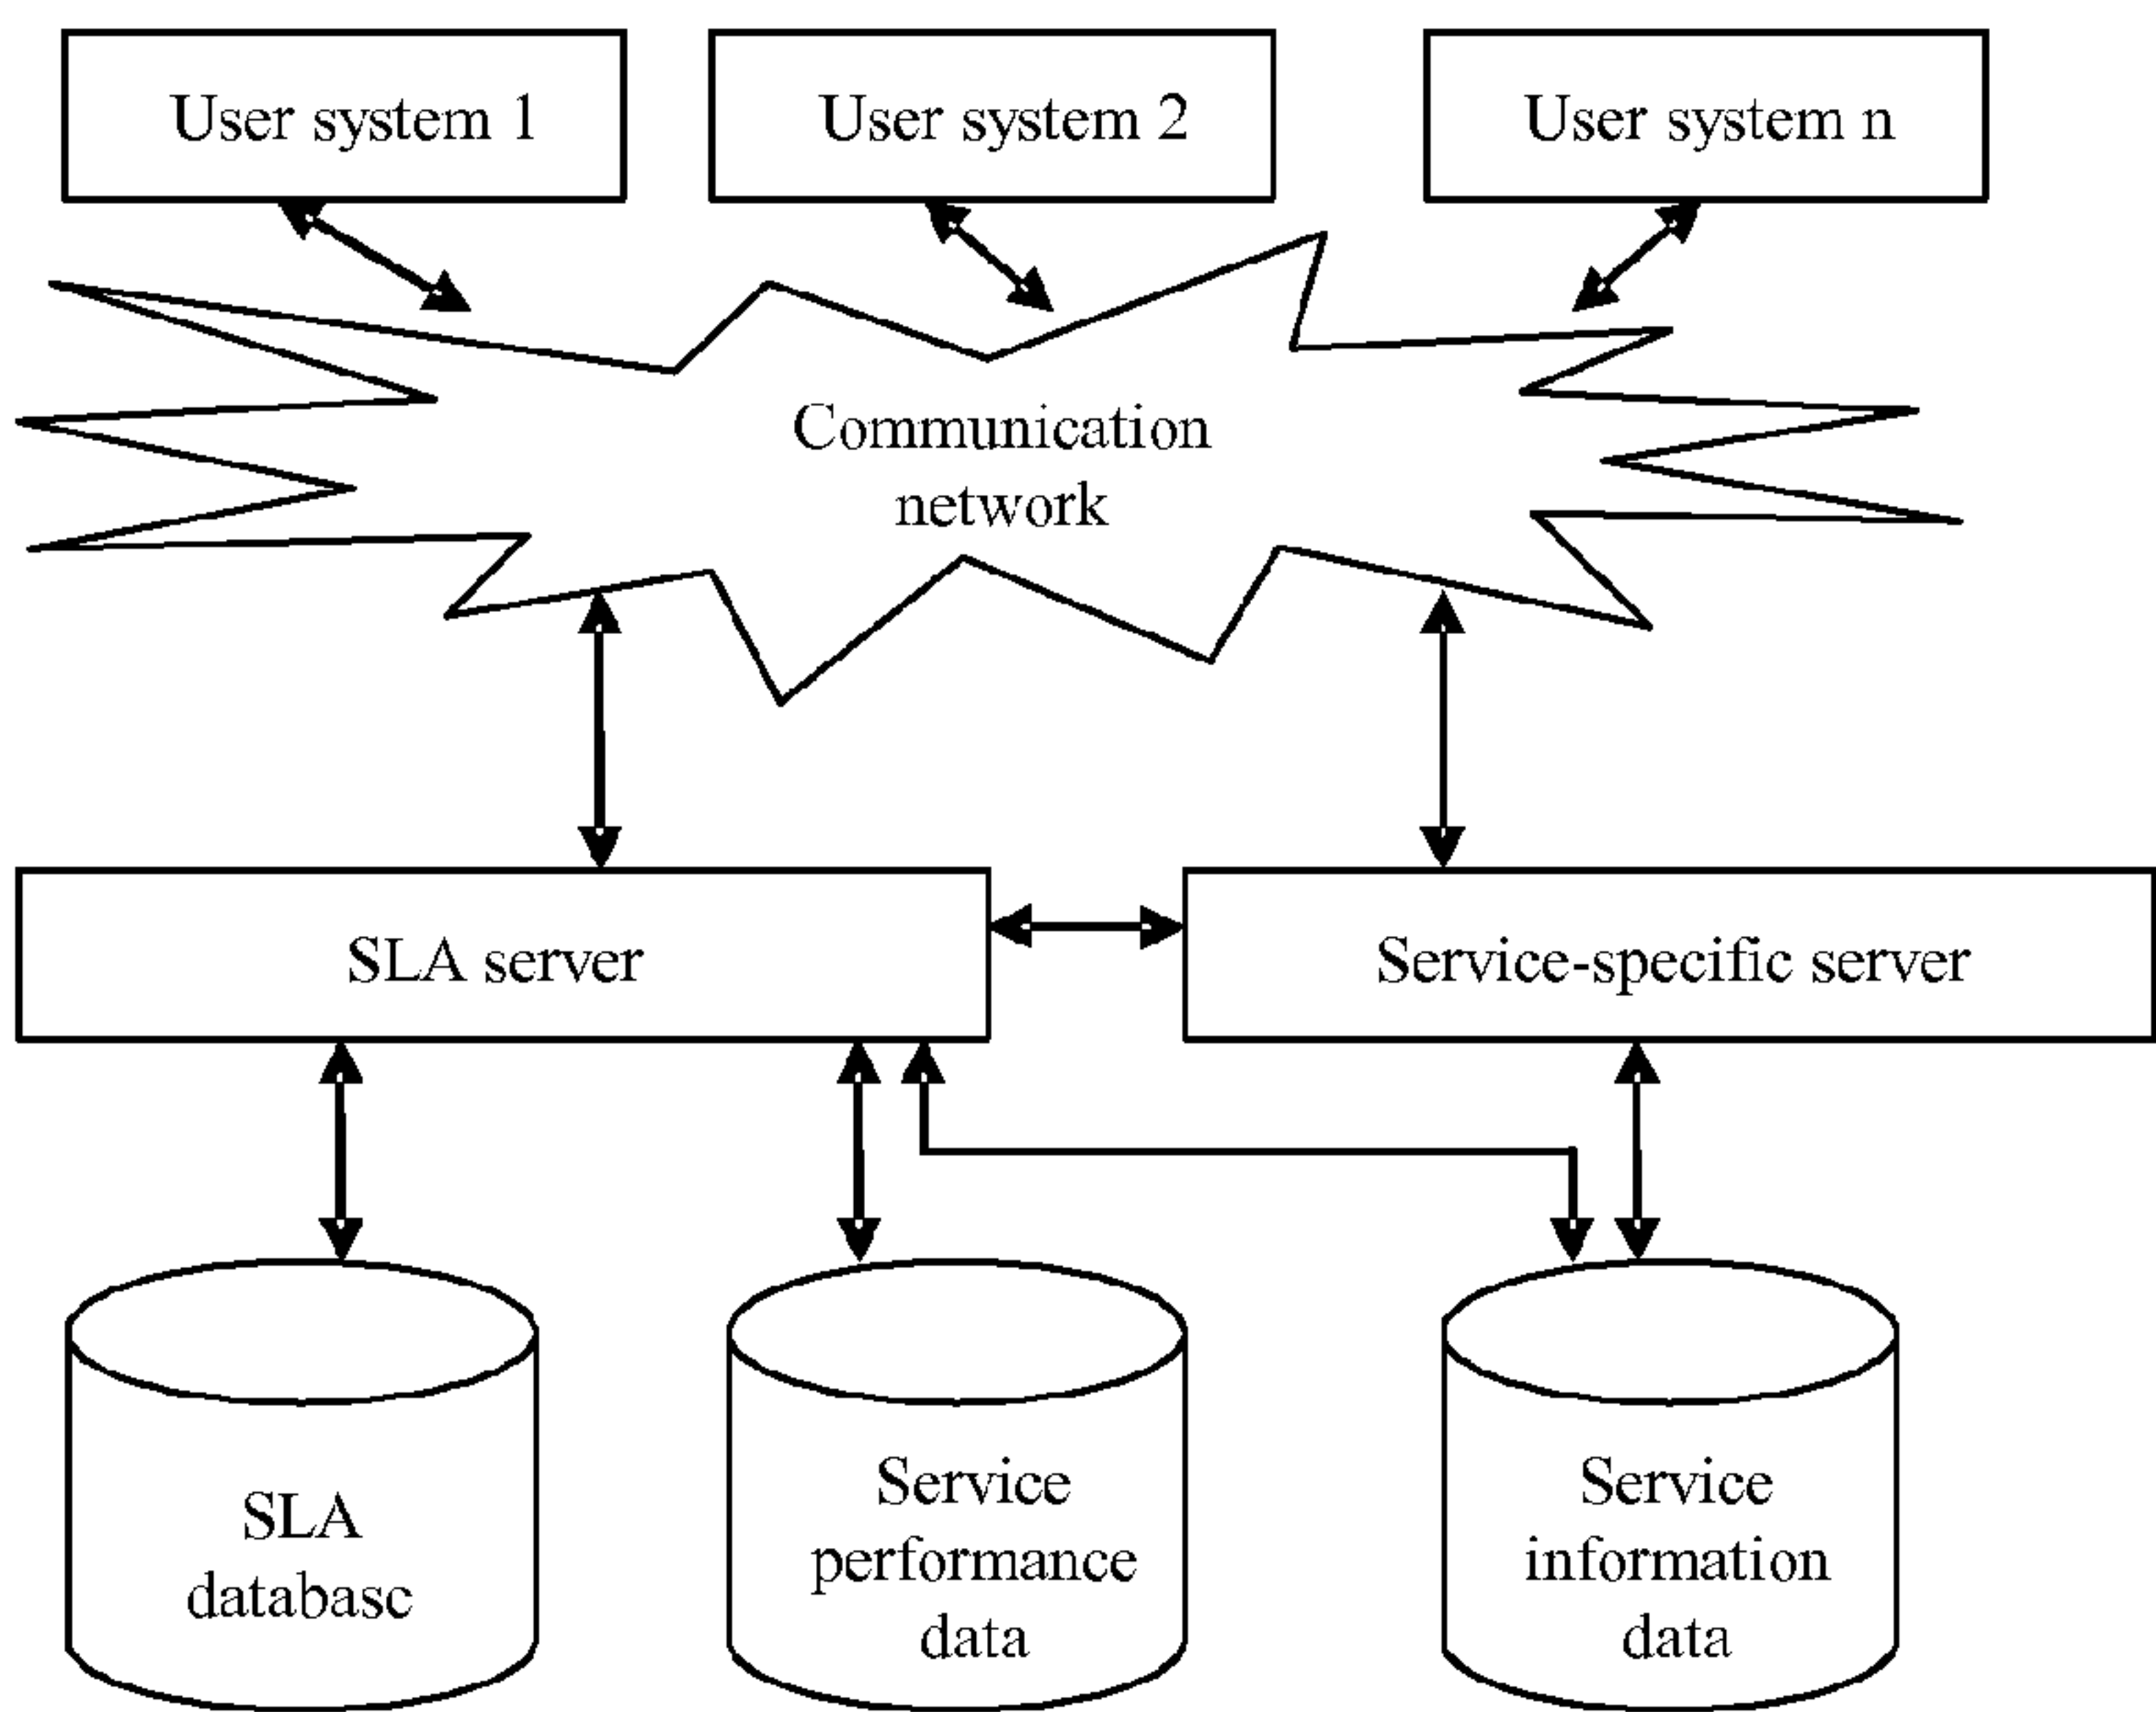 User system 1
User system 2
User system n
Communication
network
SLA server
Service-specific server
SLA
database
Service
performance
data
Service
information
data